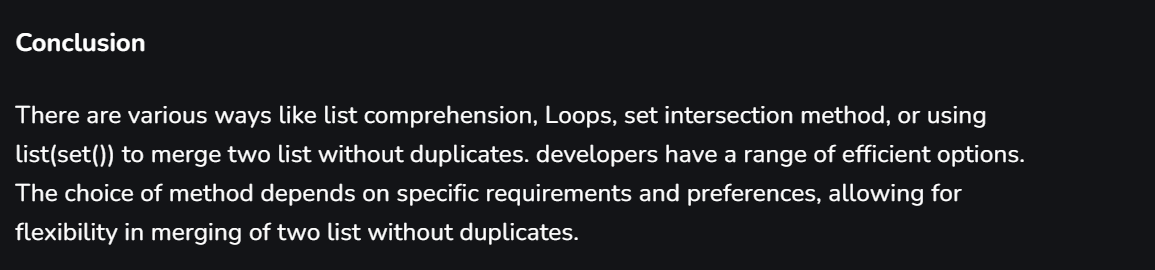 Conclusion
There are various ways like list comprehension, Loops, set intersection method, or using
list(set()) to merge two list without duplicates. developers have a range of efficient options.
The choice of method depends on specific requirements and preferences, allowing for
flexibility in merging of two list without duplicates.